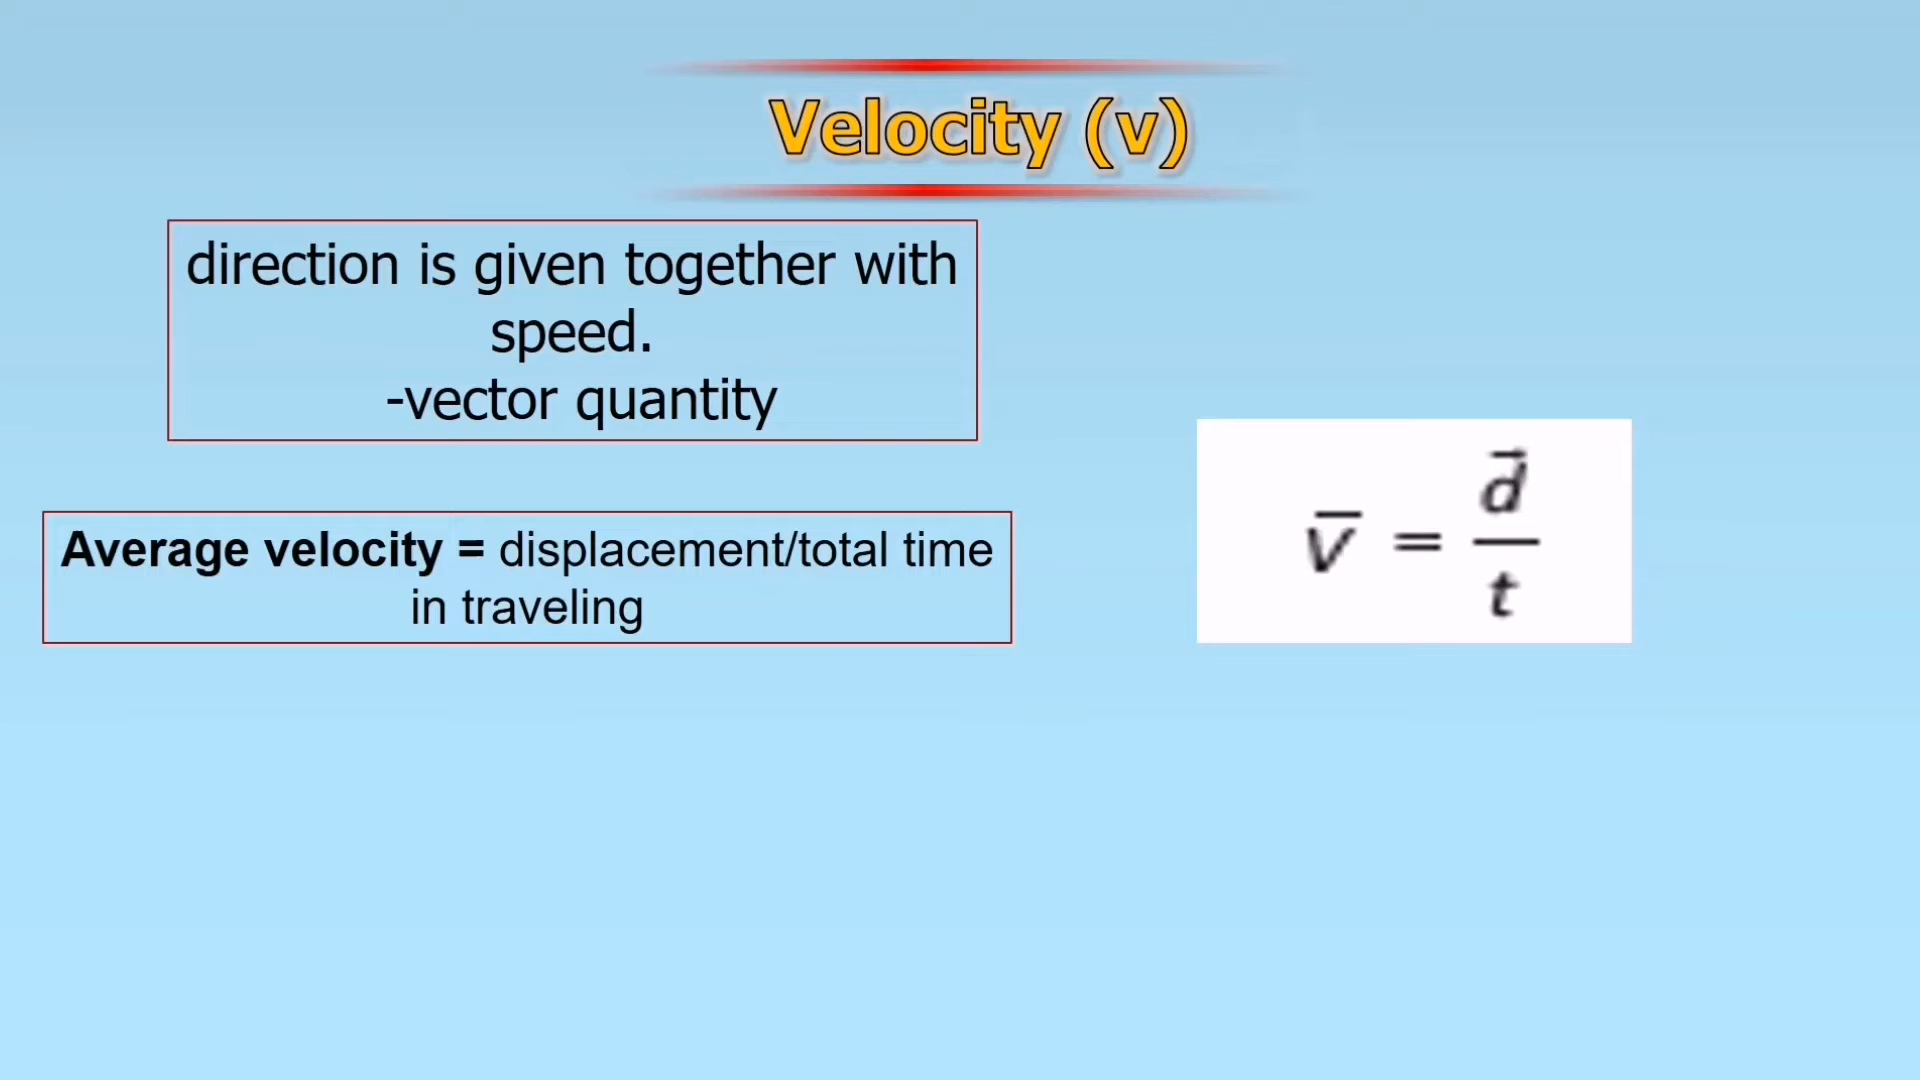 Velocity (v)
direction is given together with
speed.
-vector quantity
Average velocity = displacement/total time
in traveling
v̅ = d̅/t